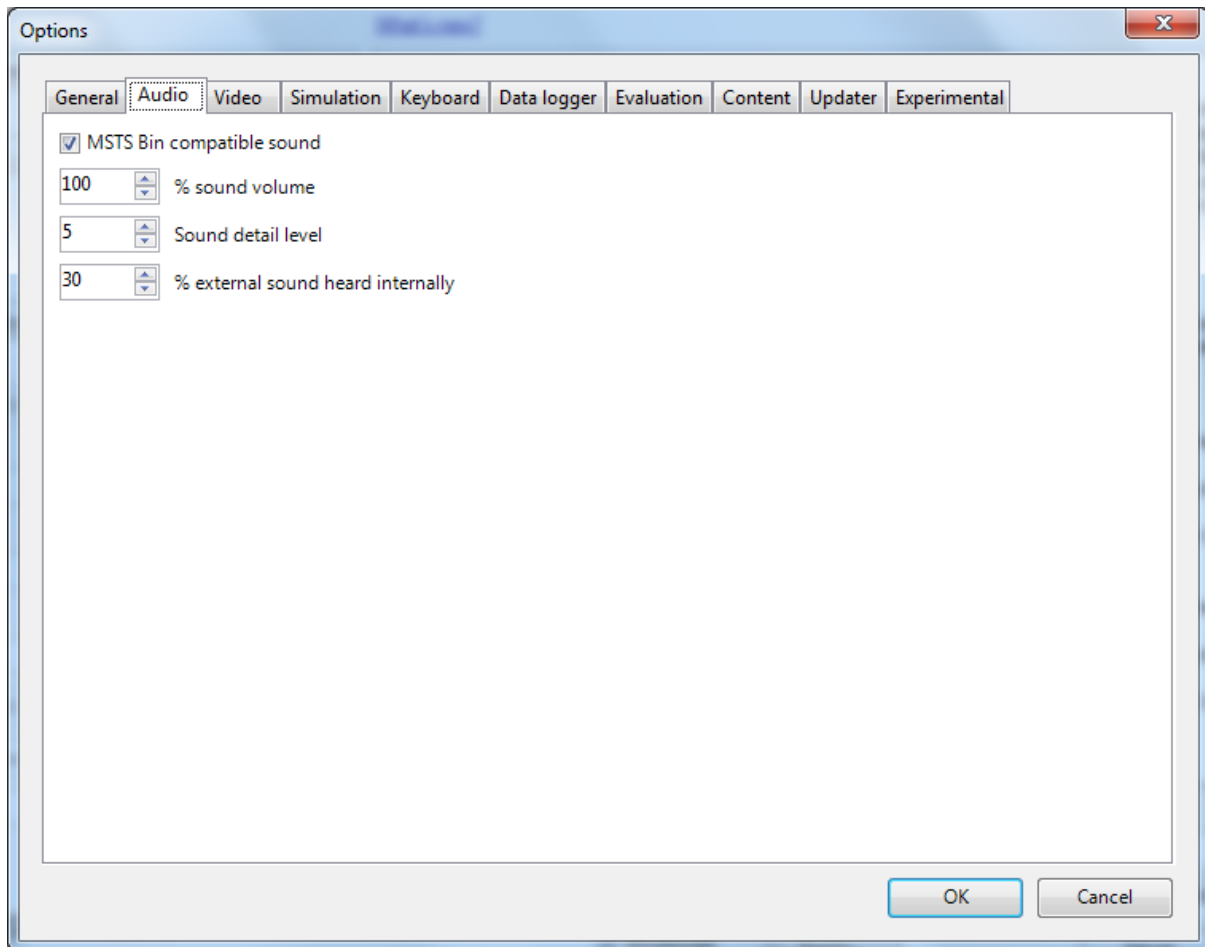 Options
General Audio Video Simulation Keyboard Data logger Evaluation Content Updater Experimental
MSTS Bin compatible sound
100 % sound volume
5 Sound detail level
30 % external sound heard internally
OK Cancel